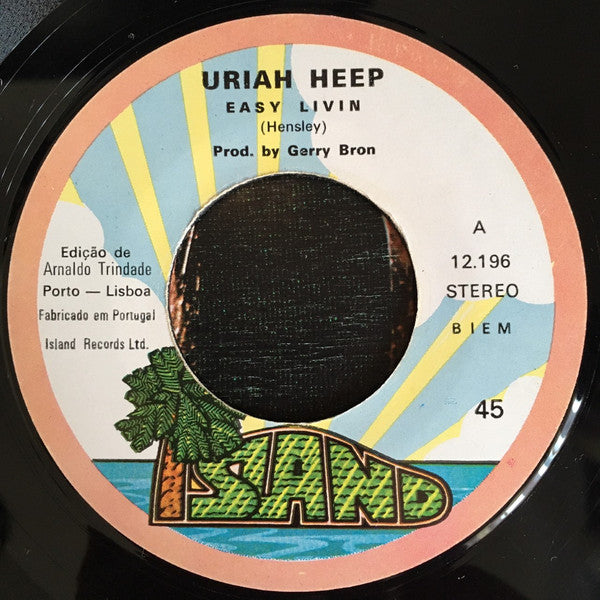 URIAH HEEP
EASY LIVIN
(Hensley)
Prod. by Gerry Bron
Edição de
Arnaldo Trindade
Porto — Lisboa
Fabricado em Portugal
Island Records Ltd.
A
12.196
STEREO
BIEM
45
ISLAND